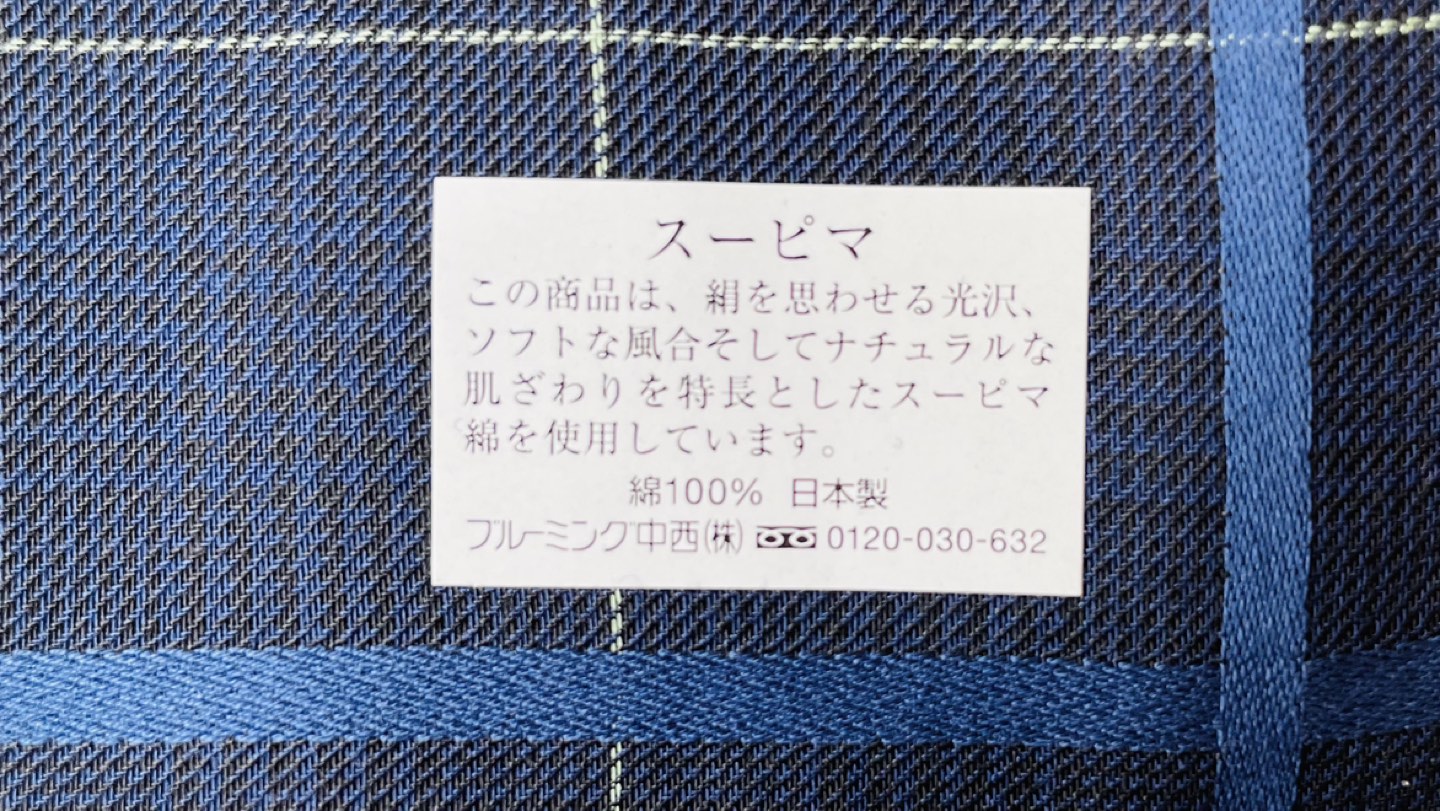 スーピマ
この商品は、絹を思わせる光沢、
ソフトな風合そしてナチュラルな
肌ざわりを特長としたスーピマ
綿を使用しています。
綿100% 日本製
ブルーミング中西(株) 0120-030-632